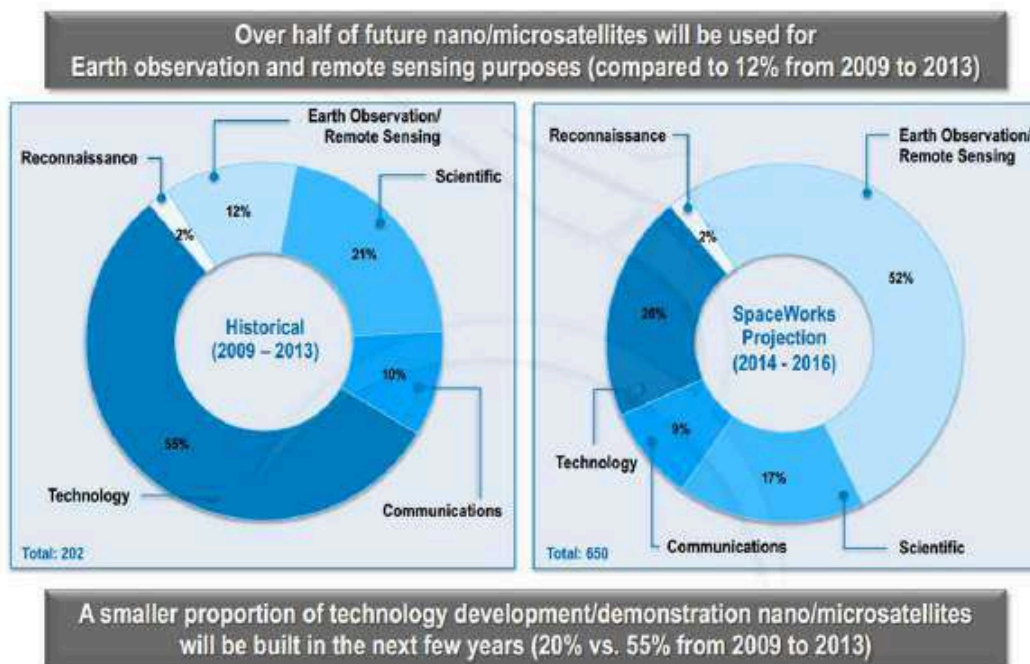 Over half of future nano/microsatellites will be used for
Earth observation and remote sensing purposes (compared to 12% from 2009 to 2013)
Earth Observation/
Remote Sensing
Reconnaissance
Scientific
12%
2%
21%
Historical
(2009 – 2013)
10%
55%
Technology
Communications
Total: 202
Reconnaissance
Earth Observation/
Remote Sensing
2%
52%
SpaceWorks
Projection
(2014 - 2016)
9%
Technology
17%
Communications
Scientific
Total: 650
A smaller proportion of technology development/demonstration nano/microsatellites
will be built in the next few years (20% vs. 55% from 2009 to 2013)